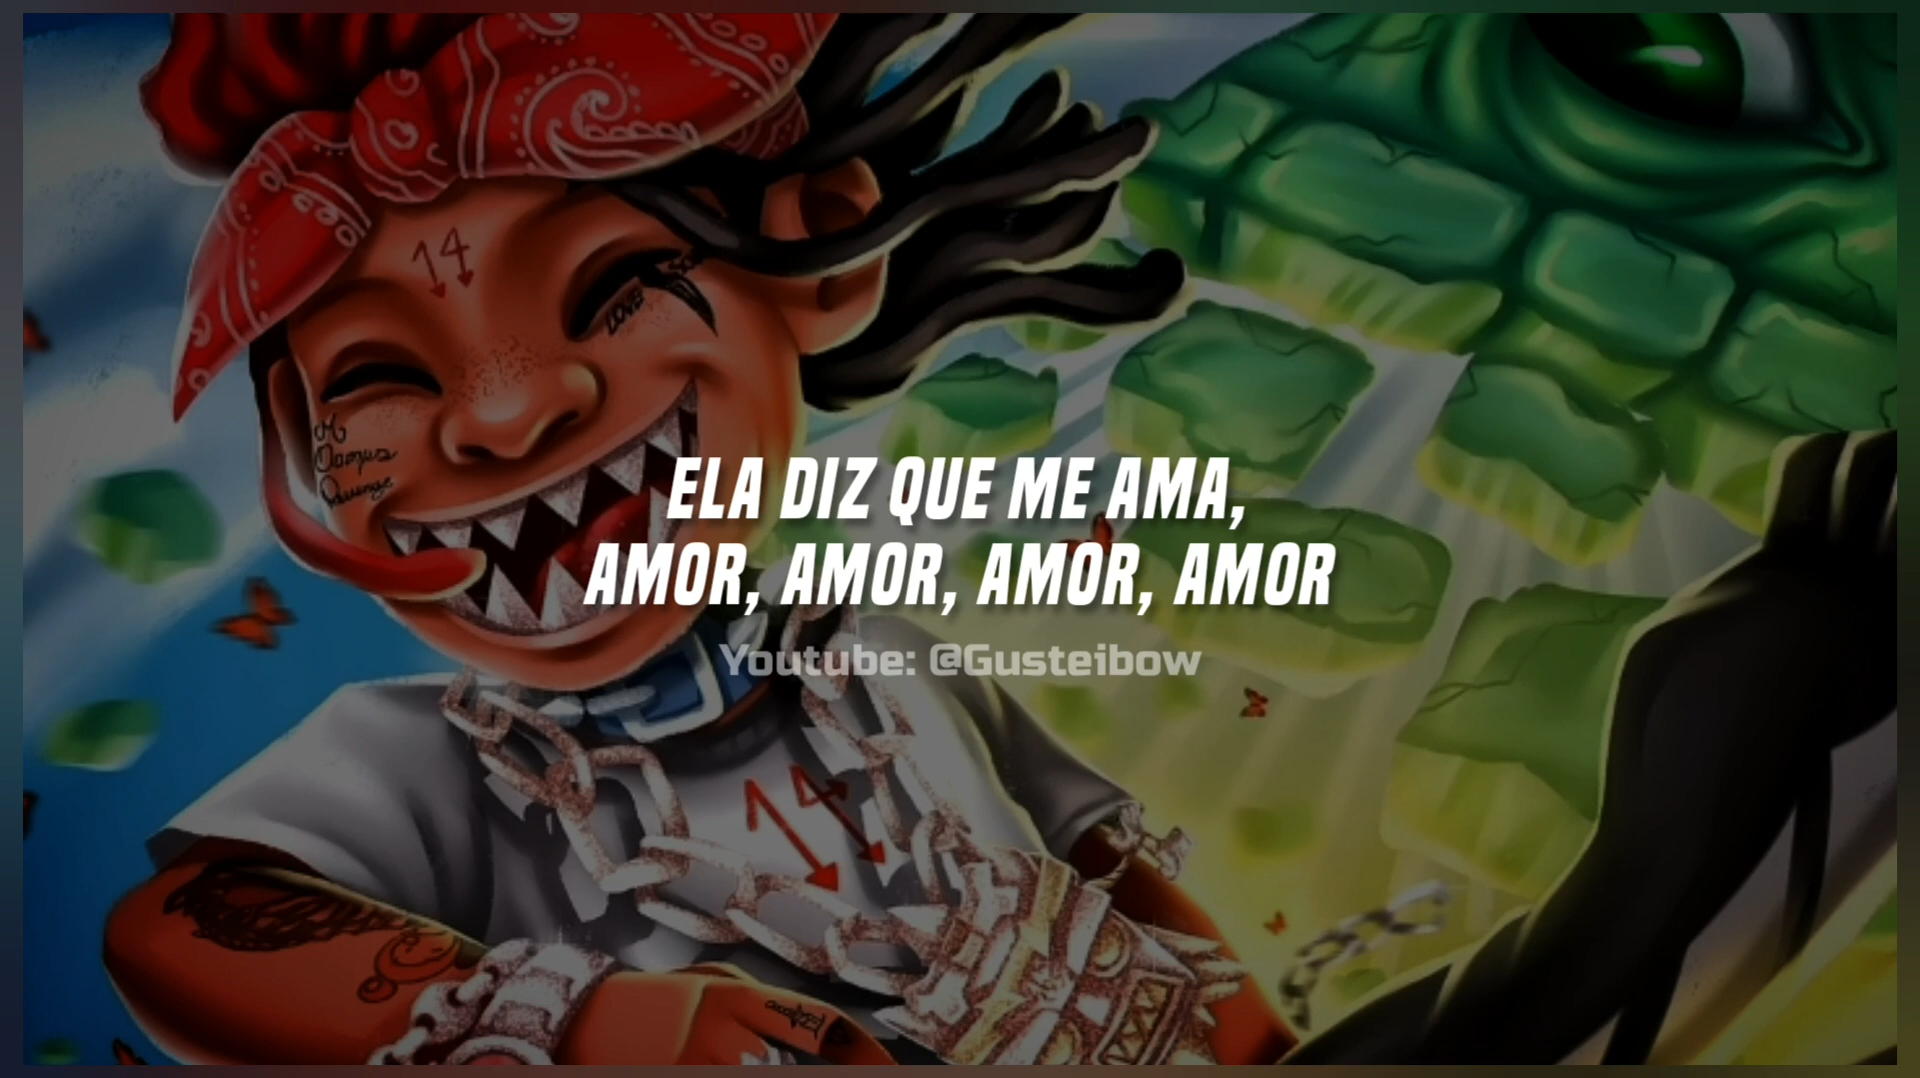 14
LOVE
ELA DIZ QUE ME AMA,
AMOR, AMOR, AMOR, AMOR
Youtube: @Gusteibow
14